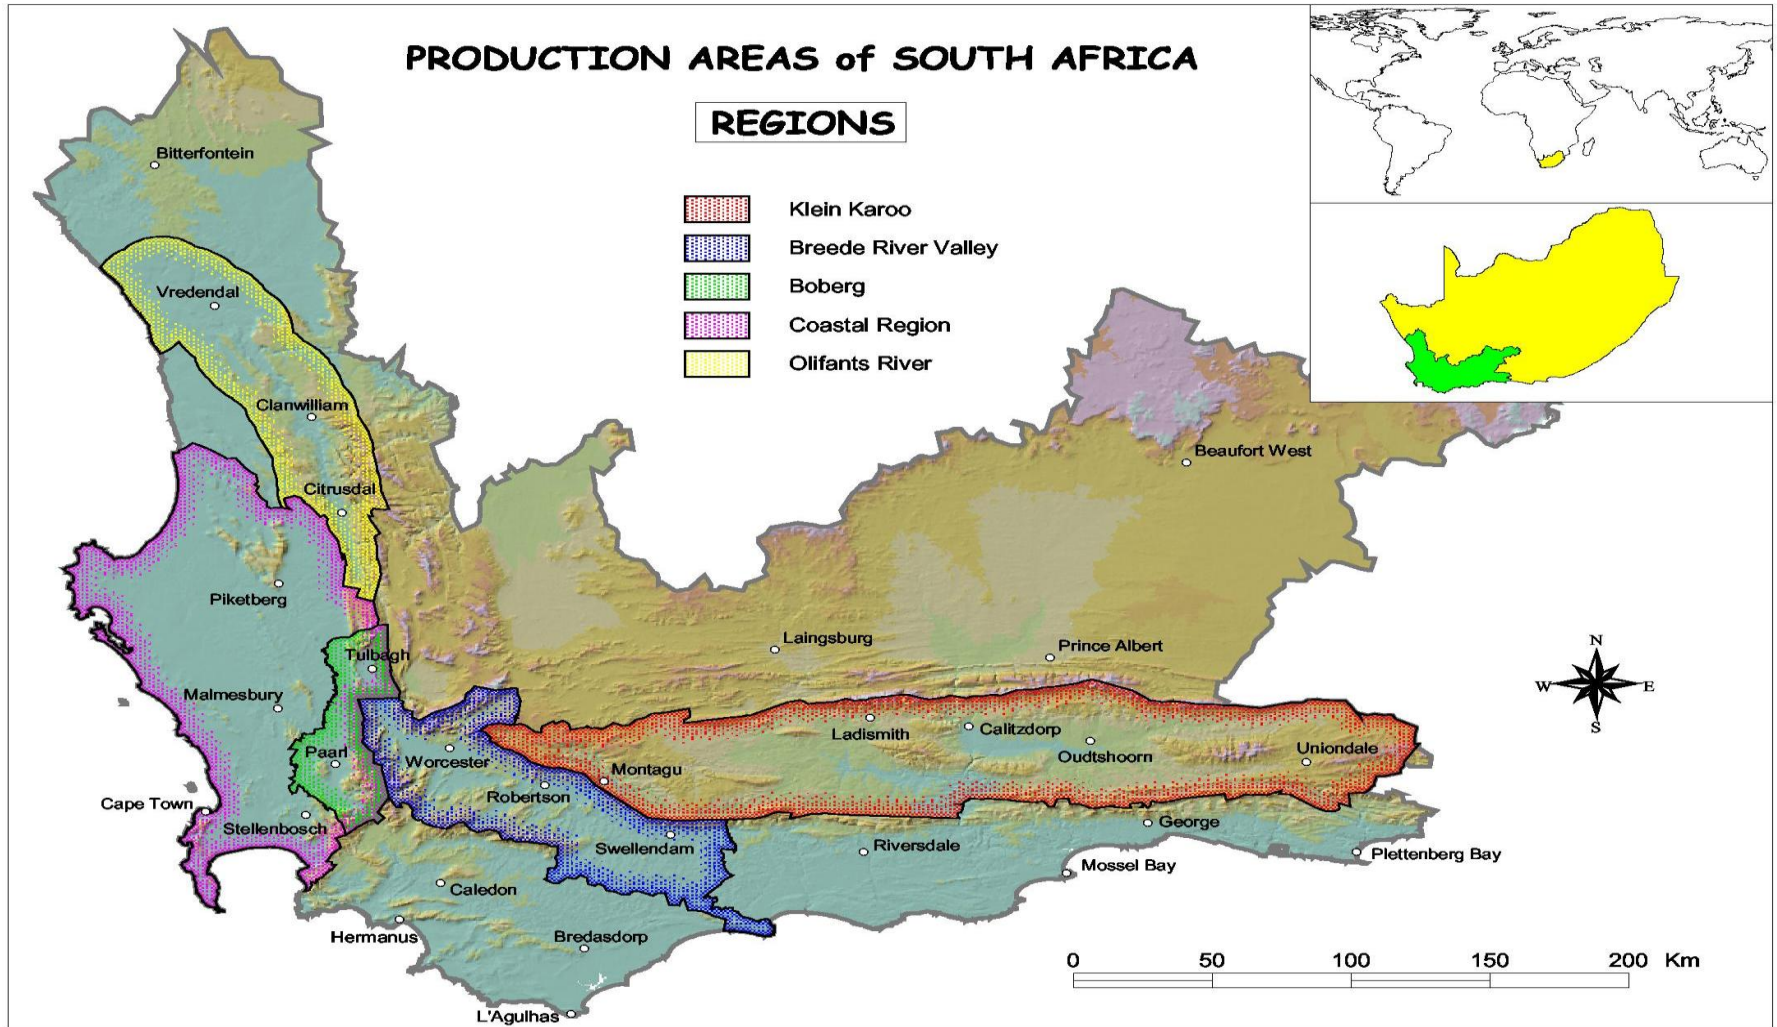 PRODUCTION AREAS of SOUTH AFRICA
REGIONS
Klein Karoo
Breede River Valley
Boberg
Coastal Region
Olifants River
Bitterfontein
Vredendal
Clanwilliam
Citrusdal
Beaufort West
Piketberg
Laingsburg
Prince Albert
Tulbagh
Malmesbury
Ladismith
Calitzdorp
Paarl
Worcester
Oudtshoorn
Uniondale
Montagu
Robertson
Cape Town
Stellenbosch
George
Swellendam
Riversdale
Plettenberg Bay
Mossel Bay
Caledon
Hermanus
Bredasdorp
L'Agulhas
N
W E
S
0 50 100 150 200 Km